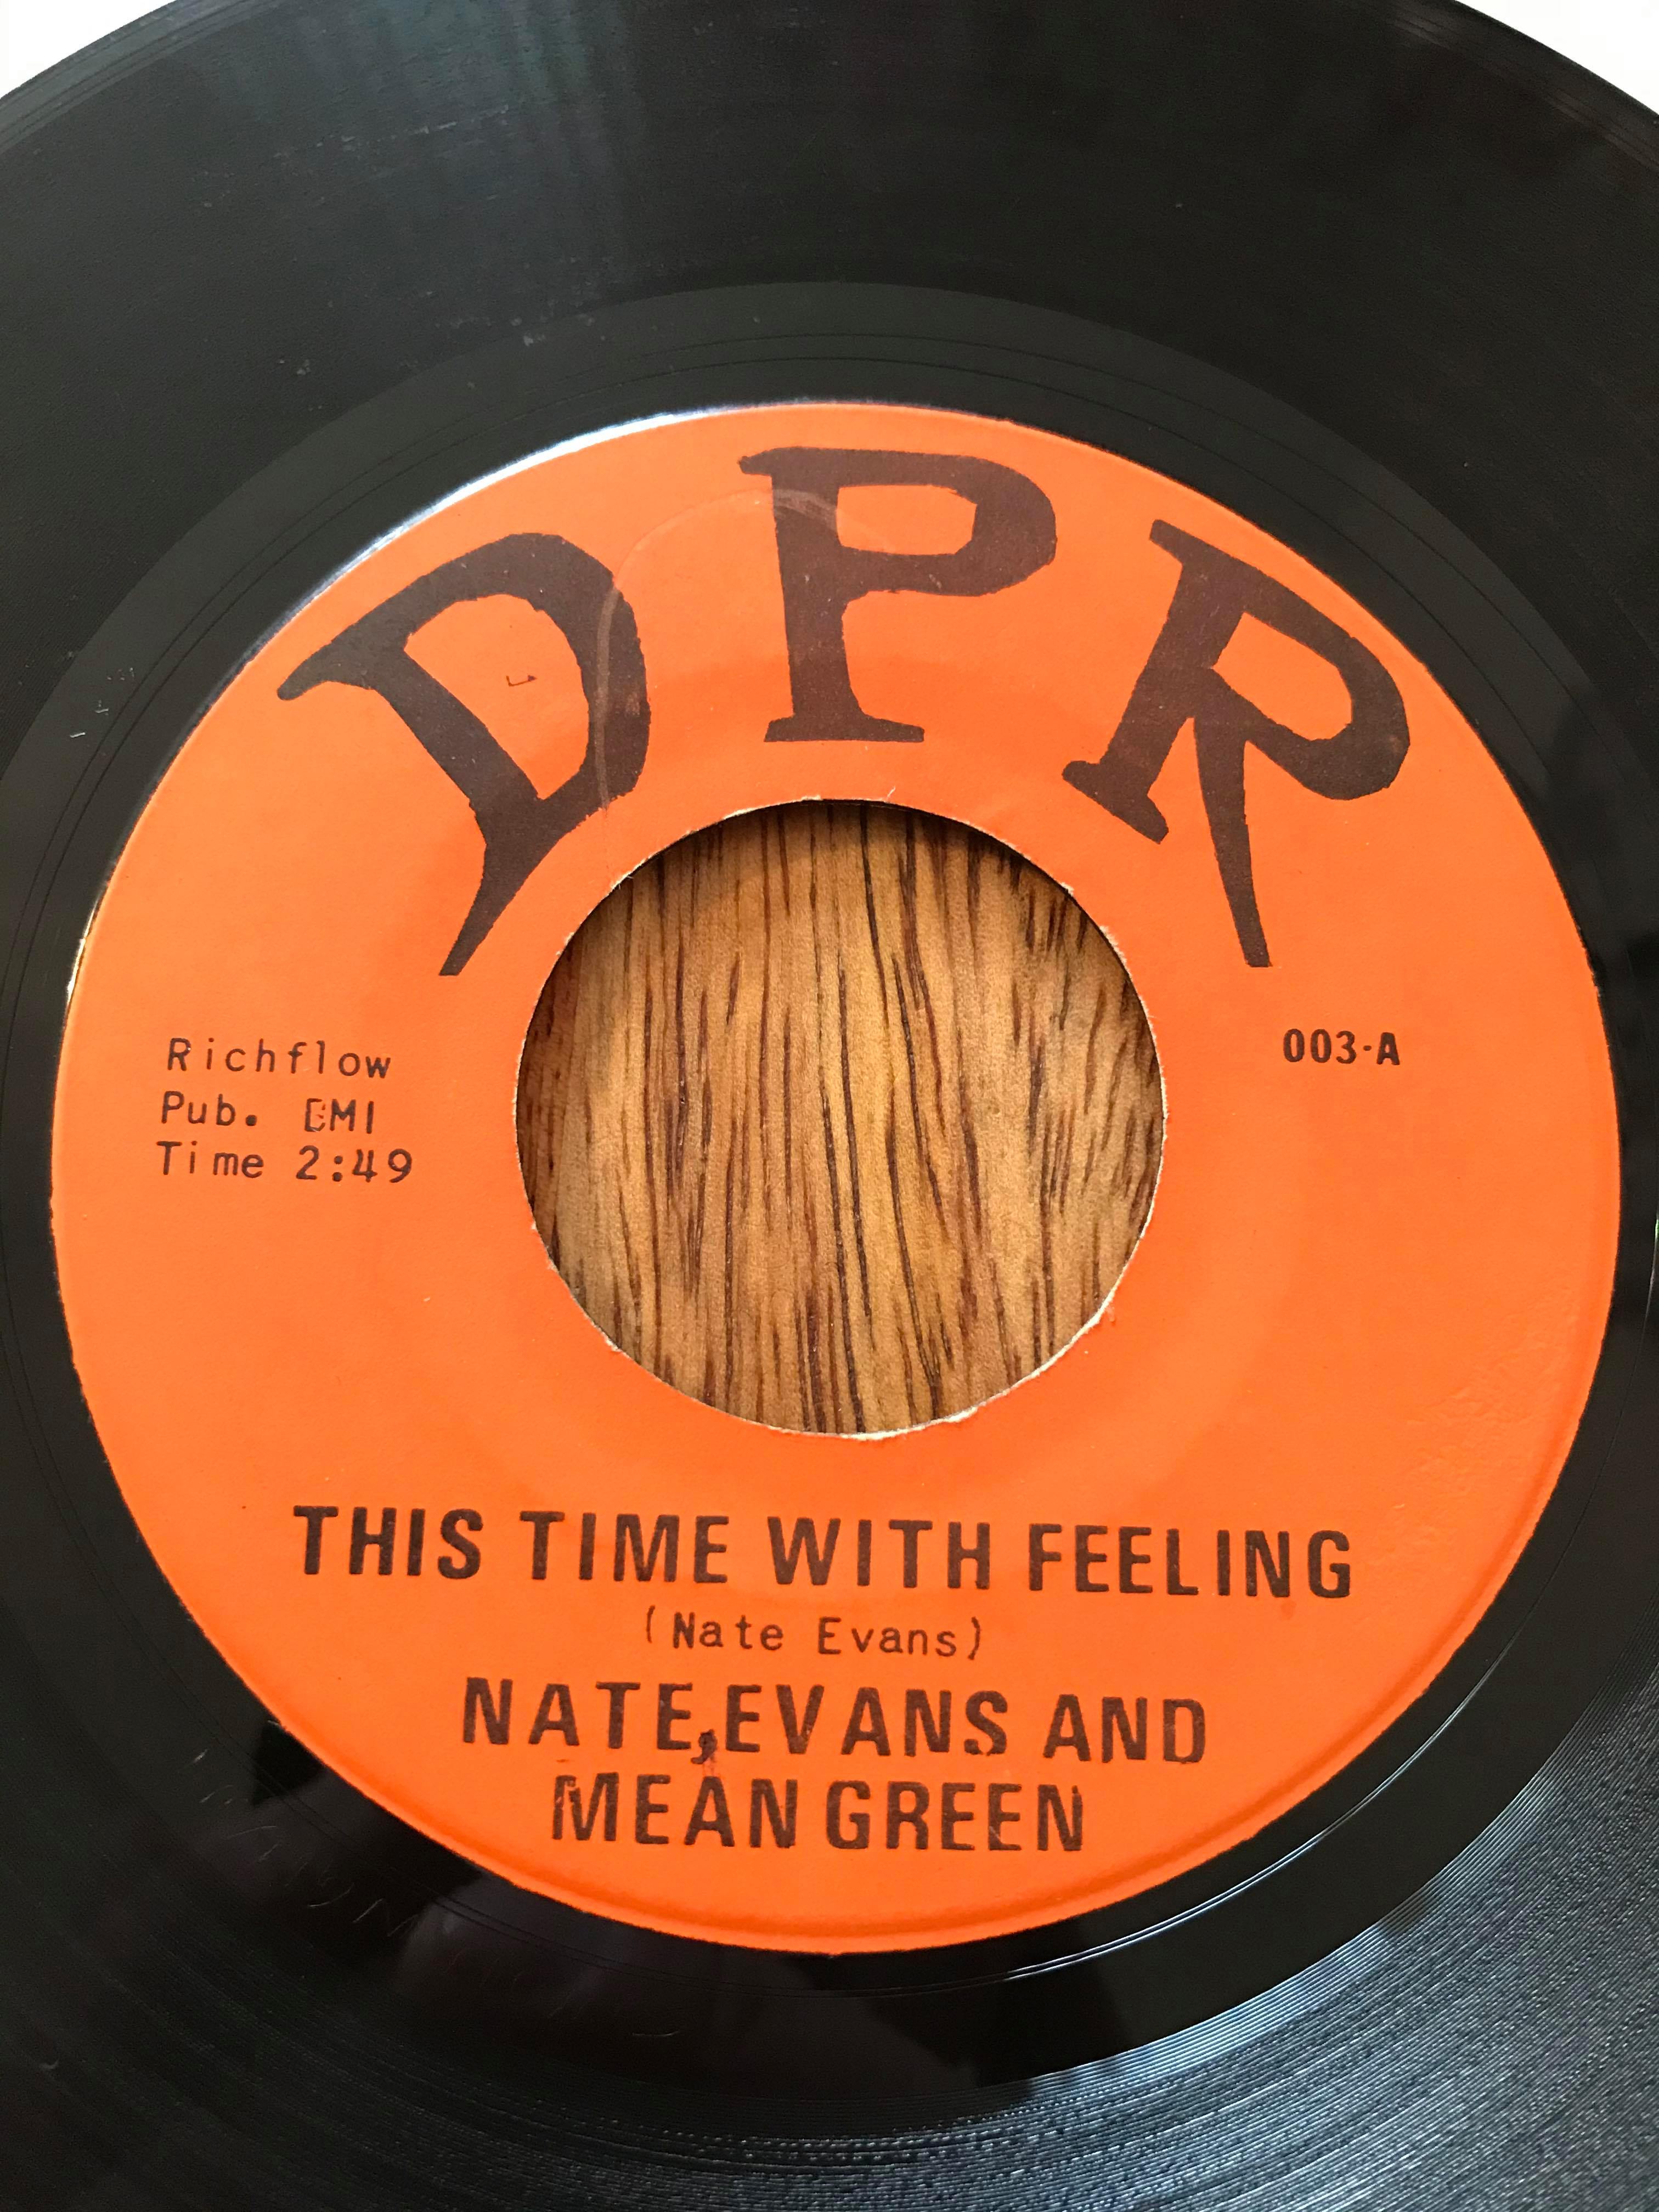 DPR
Richflow
Pub. BMI
Time 2:49
003-A
THIS TIME WITH FEELING
(Nate Evans)
NATE,EVANS AND
MEAN GREEN